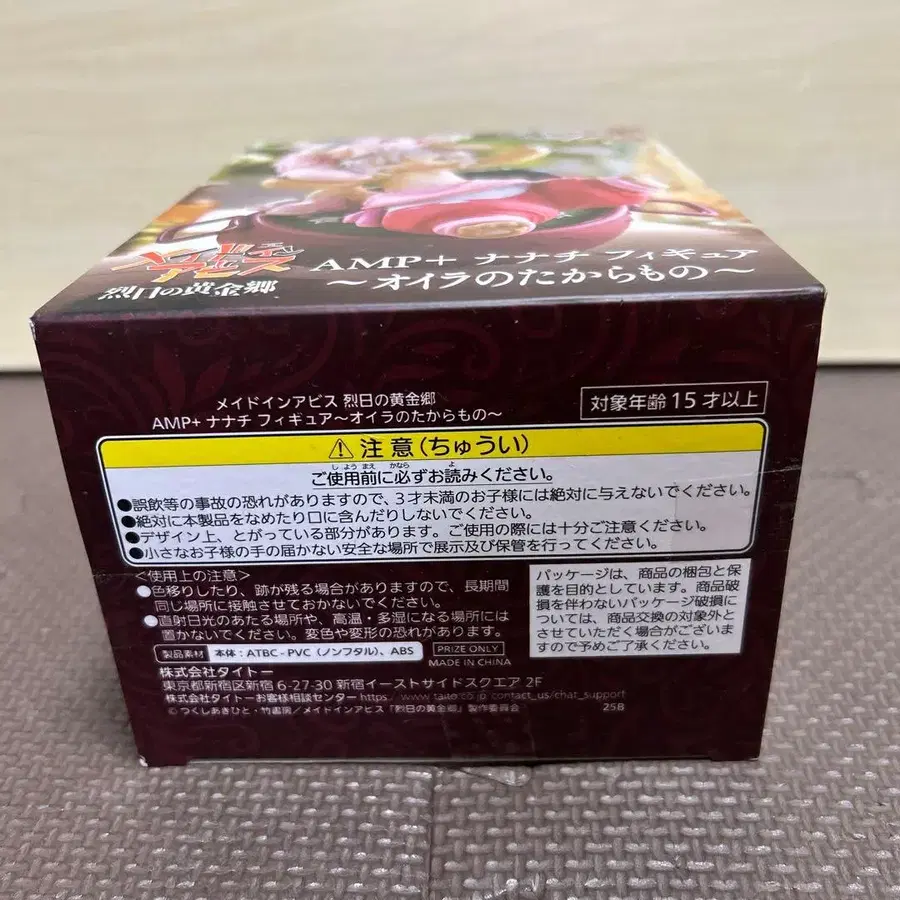 メイドインアビス
烈日の黄金郷
AMP+ ナナチ フィギュア
～オイラのたからもの～
メイドインアビス 烈日の黄金郷
AMP+ ナナチ フィギュア～オイラのたからもの～
対象年齢 15 才以上
⚠ 注意(ちゅうい)
ご使用前に必ずお読みください。
●誤飲等の事故の恐れがありますので、3才未満のお子様には絶対に与えないでください。
●絶対に本製品をなめたり口に含んだりしないでください。
●デザイン上、とがっている部分があります。ご使用の際には十分ご注意ください。
●小さなお子様の手の届かない安全な場所で展示及び保管を行ってください。
＜使用上の注意＞
●色移りしたり、跡が残る場合がありますので、長期間
同じ場所に接触させておかないでください。
●直射日光のあたる場所や、高温・多湿になる場所には
置かないでください。変色や変形の恐れがあります。
パッケージは、商品の梱包と保
護を目的としています。商品破
損を伴わないパッケージ破損に
ついては、商品交換の対象外と
させていただく場合がございま
すので予めご了承ください。
製品素材 本体：ATBC-PVC（ノンフタル）、ABS
PRIZE ONLY
MADE IN CHINA
株式会社タイトー
東京都新宿区新宿 6-27-30 新宿イーストサイドスクエア 2F
株式会社タイトーお客様相談センター https://www.taito.co.jp/contact_us/chat_support
©つくしあきひと・竹書房／メイドインアビス「烈日の黄金郷」製作委員会
25B